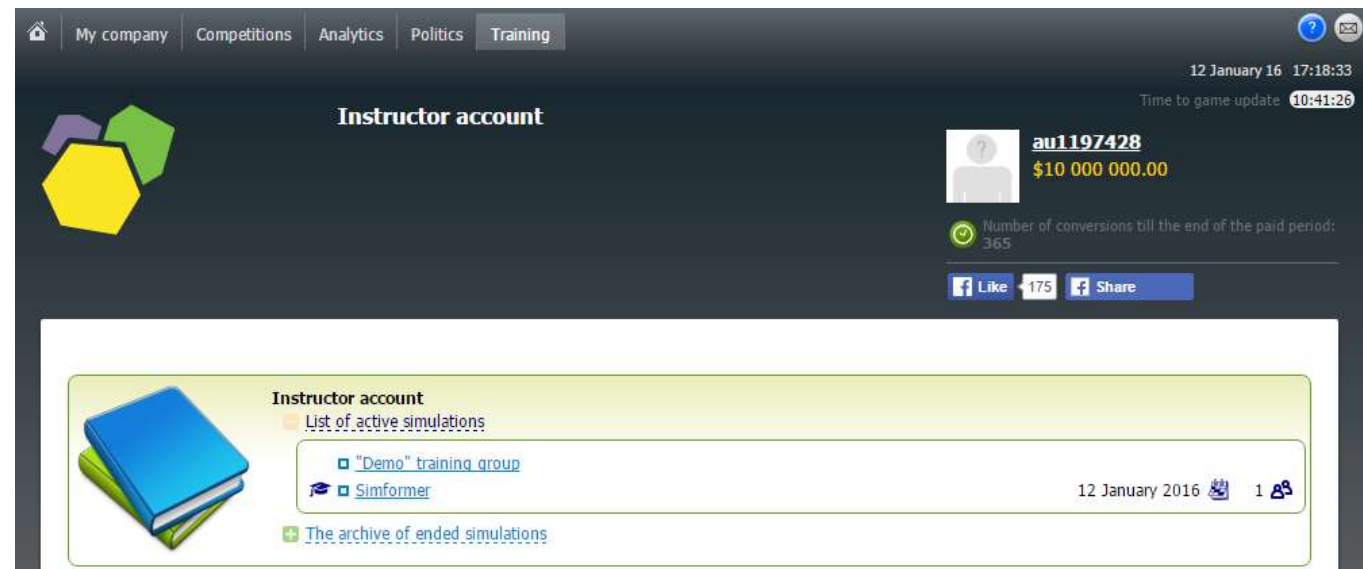 My company Competitions Analytics Politics Training ?
12 January 16 17:18:33
Time to game update 10:41:26
Instructor account
?
au1197428
$10 000 000.00
Number of conversions till the end of the paid period:
365
f Like 175 f Share
Instructor account
List of active simulations
"Demo" training group
Simformer 12 January 2016 1
The archive of ended simulations